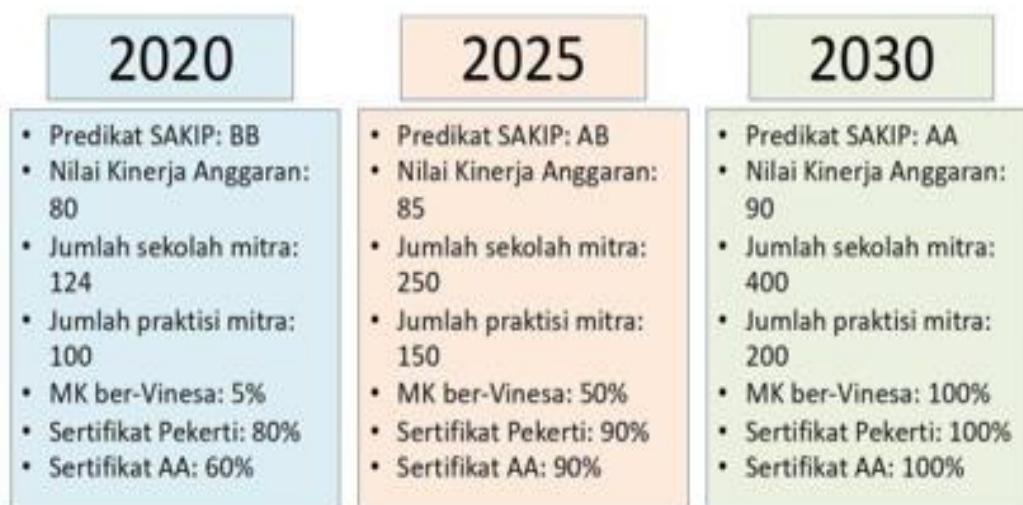 2020
• Predikat SAKIP: BB
• Nilai Kinerja Anggaran:
80
• Jumlah sekolah mitra:
124
• Jumlah praktisi mitra:
100
• MK ber-Vinesa: 5%
• Sertifikat Pekerti: 80%
• Sertifikat AA: 60%
2025
• Predikat SAKIP: AB
• Nilai Kinerja Anggaran:
85
• Jumlah sekolah mitra:
250
• Jumlah praktisi mitra:
150
• MK ber-Vinesa: 50%
• Sertifikat Pekerti: 90%
• Sertifikat AA: 90%
2030
• Predikat SAKIP: AA
• Nilai Kinerja Anggaran:
90
• Jumlah sekolah mitra:
400
• Jumlah praktisi mitra:
200
• MK ber-Vinesa: 100%
• Sertifikat Pekerti: 100%
• Sertifikat AA: 100%